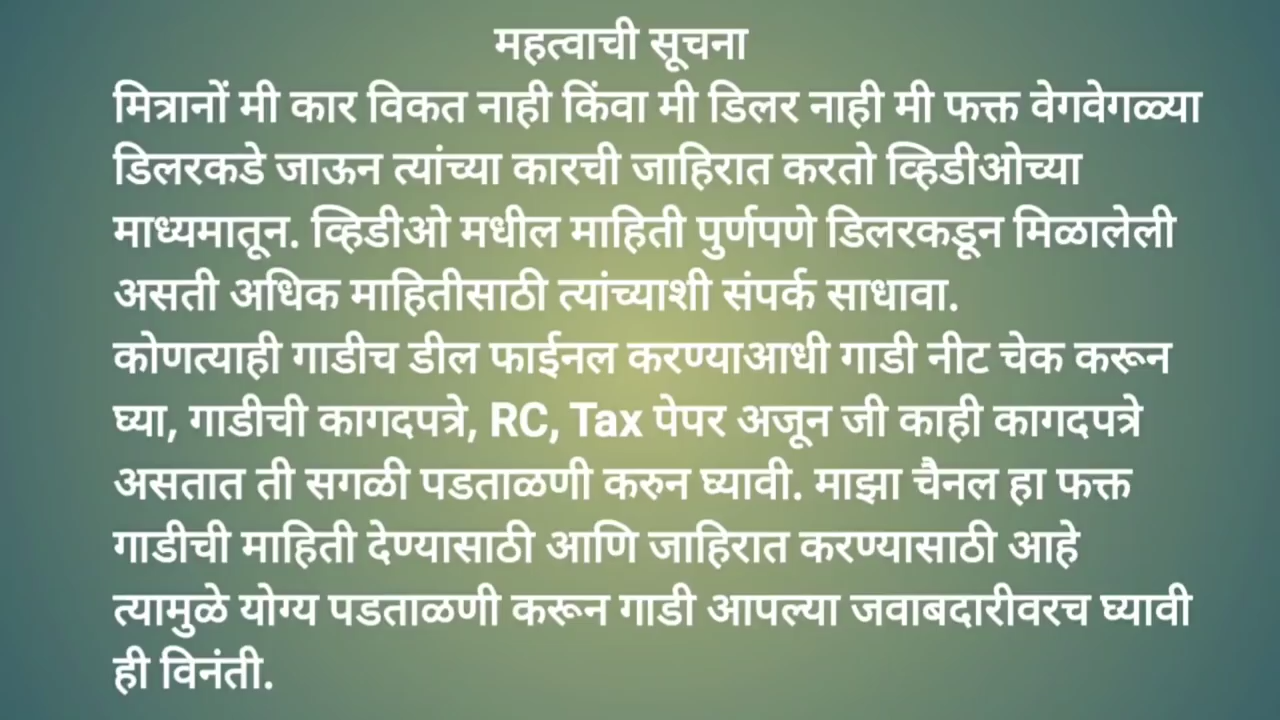 महत्वाची सूचना
मित्रानों मी कार विकत नाही किंवा मी डिलर नाही मी फक्त वेगवेगळ्या
डिलरकडे जाऊन त्यांच्या कारची जाहिरात करतो व्हिडीओच्या
माध्यमातून. व्हिडीओ मधील माहिती पुर्णपणे डिलरकडून मिळालेली
असती अधिक माहितीसाठी त्यांच्याशी संपर्क साधावा.
कोणत्याही गाडीच डील फाईनल करण्याआधी गाडी नीट चेक करून
घ्या, गाडीची कागदपत्रे, RC, Tax पेपर अजून जी काही कागदपत्रे
असतात ती सगळी पडताळणी करुन घ्यावी. माझा चैनल हा फक्त
गाडीची माहिती देण्यासाठी आणि जाहिरात करण्यासाठी आहे
त्यामुळे योग्य पडताळणी करून गाडी आपल्या जवाबदारीवरच घ्यावी
ही विनंती.